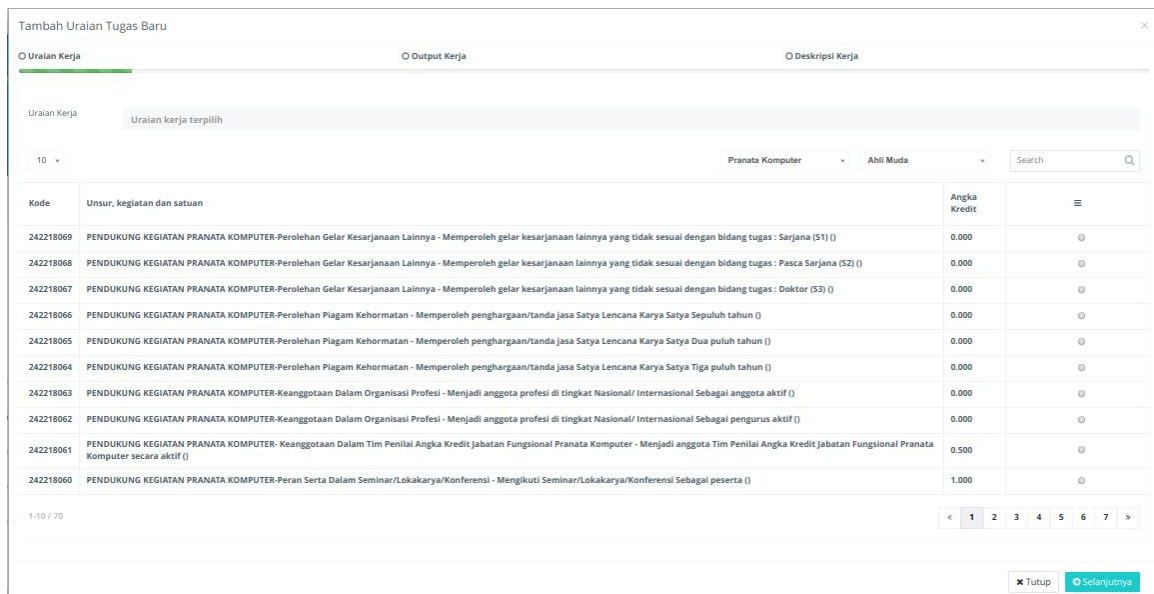 Tambah Uraian Tugas Baru
Uraian Kerja
Output Kerja
Deskripsi Kerja
Uraian Kerja
Uraian kerja terpilih
10
Pranata Komputer
Ahli Muda
Search
Kode Unsur, kegiatan dan satuan Angka Kredit
242218069 PENDUKUNG KEGIATAN PRANATA KOMPUTER-Perolehan Gelar Kesarjanaan Lainnya - Memperoleh gelar kesarjanaan lainnya yang tidak sesuai dengan bidang tugas : Sarjana (S1) () 0.000
242218068 PENDUKUNG KEGIATAN PRANATA KOMPUTER-Perolehan Gelar Kesarjanaan Lainnya - Memperoleh gelar kesarjanaan lainnya yang tidak sesuai dengan bidang tugas : Pasca Sarjana (S2) () 0.000
242218067 PENDUKUNG KEGIATAN PRANATA KOMPUTER-Perolehan Gelar Kesarjanaan Lainnya - Memperoleh gelar kesarjanaan lainnya yang tidak sesuai dengan bidang tugas : Doktor (S3) () 0.000
242218066 PENDUKUNG KEGIATAN PRANATA KOMPUTER-Perolehan Piagam Kehormatan - Memperoleh penghargaan/tanda jasa Satya Lencana Karya Satya Sepuluh tahun () 0.000
242218065 PENDUKUNG KEGIATAN PRANATA KOMPUTER-Perolehan Piagam Kehormatan - Memperoleh penghargaan/tanda jasa Satya Lencana Karya Satya Dua puluh tahun () 0.000
242218064 PENDUKUNG KEGIATAN PRANATA KOMPUTER-Perolehan Piagam Kehormatan - Memperoleh penghargaan/tanda jasa Satya Lencana Karya Satya Tiga puluh tahun () 0.000
242218063 PENDUKUNG KEGIATAN PRANATA KOMPUTER-Keanggotaan Dalam Organisasi Profesi - Menjadi anggota profesi di tingkat Nasional/ Internasional Sebagai anggota aktif () 0.000
242218062 PENDUKUNG KEGIATAN PRANATA KOMPUTER-Keanggotaan Dalam Organisasi Profesi - Menjadi anggota profesi di tingkat Nasional/ Internasional Sebagai pengurus aktif () 0.000
242218061 PENDUKUNG KEGIATAN PRANATA KOMPUTER- Keanggotaan Dalam Tim Penilai Angka Kredit Jabatan Fungsional Pranata Komputer - Menjadi anggota Tim Penilai Angka Kredit Jabatan Fungsional Pranata
Komputer secara aktif () 0.500
242218060 PENDUKUNG KEGIATAN PRANATA KOMPUTER-Peran Serta Dalam Seminar/Lokakarya/Konferensi - Mengikuti Seminar/Lokakarya/Konferensi Sebagai peserta () 1.000
1-10 / 70
« 1 2 3 4 5 6 7 »
Tutup
Selanjutnya